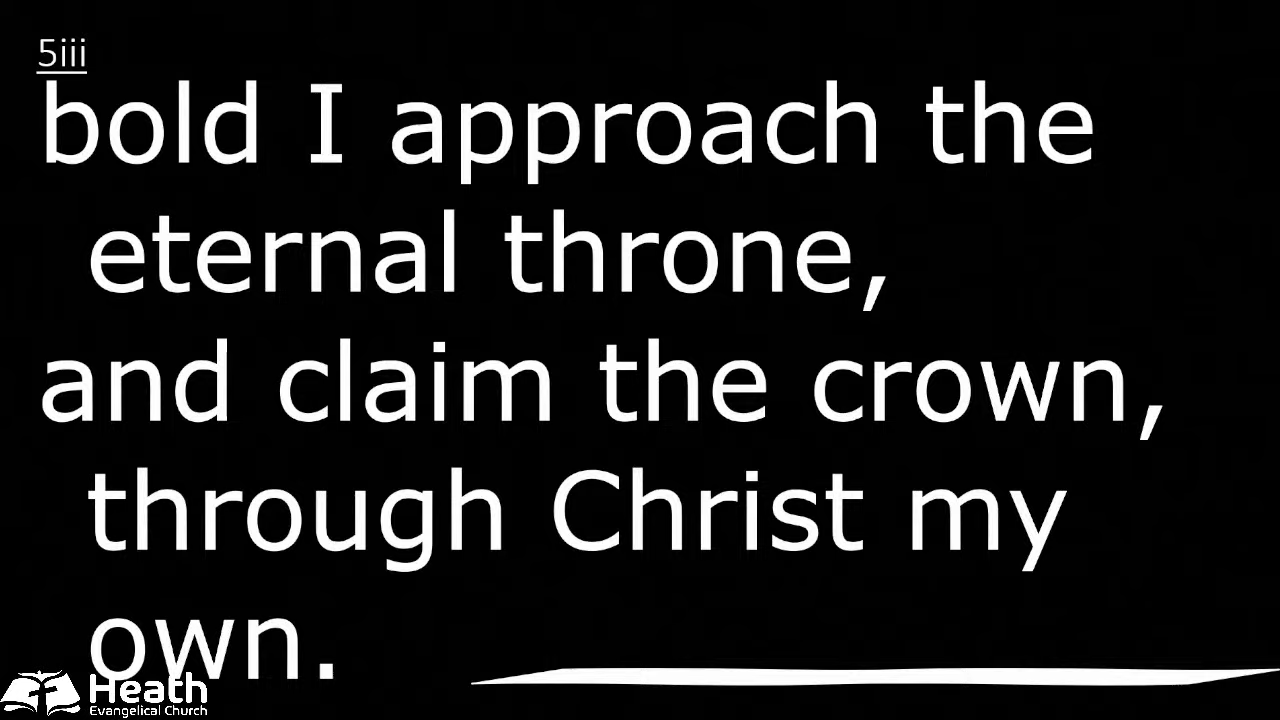 5iii
bold I approach the
eternal throne,
and claim the crown,
through Christ my
own.
Heath
Evangelical Church